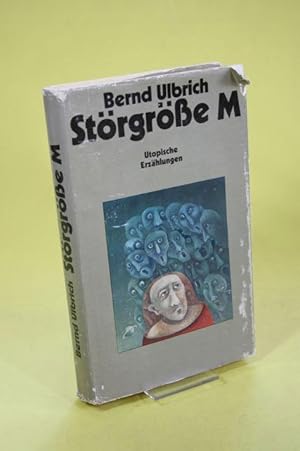 Bernd Ulbrich
Störgröße M
Utopische
Erzählungen
Bernd Ulbrich Störgröße M